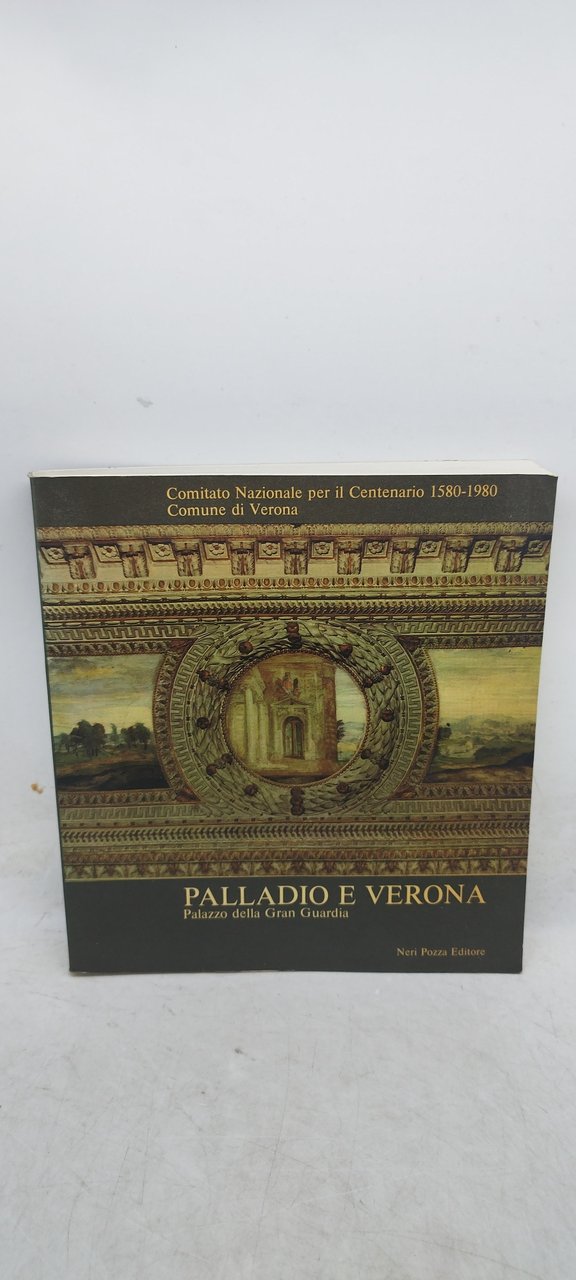 Comitato Nazionale per il Centenario 1580-1980
Comune di Verona
PALLADIO E VERONA
Palazzo della Gran Guardia
Neri Pozza Editore